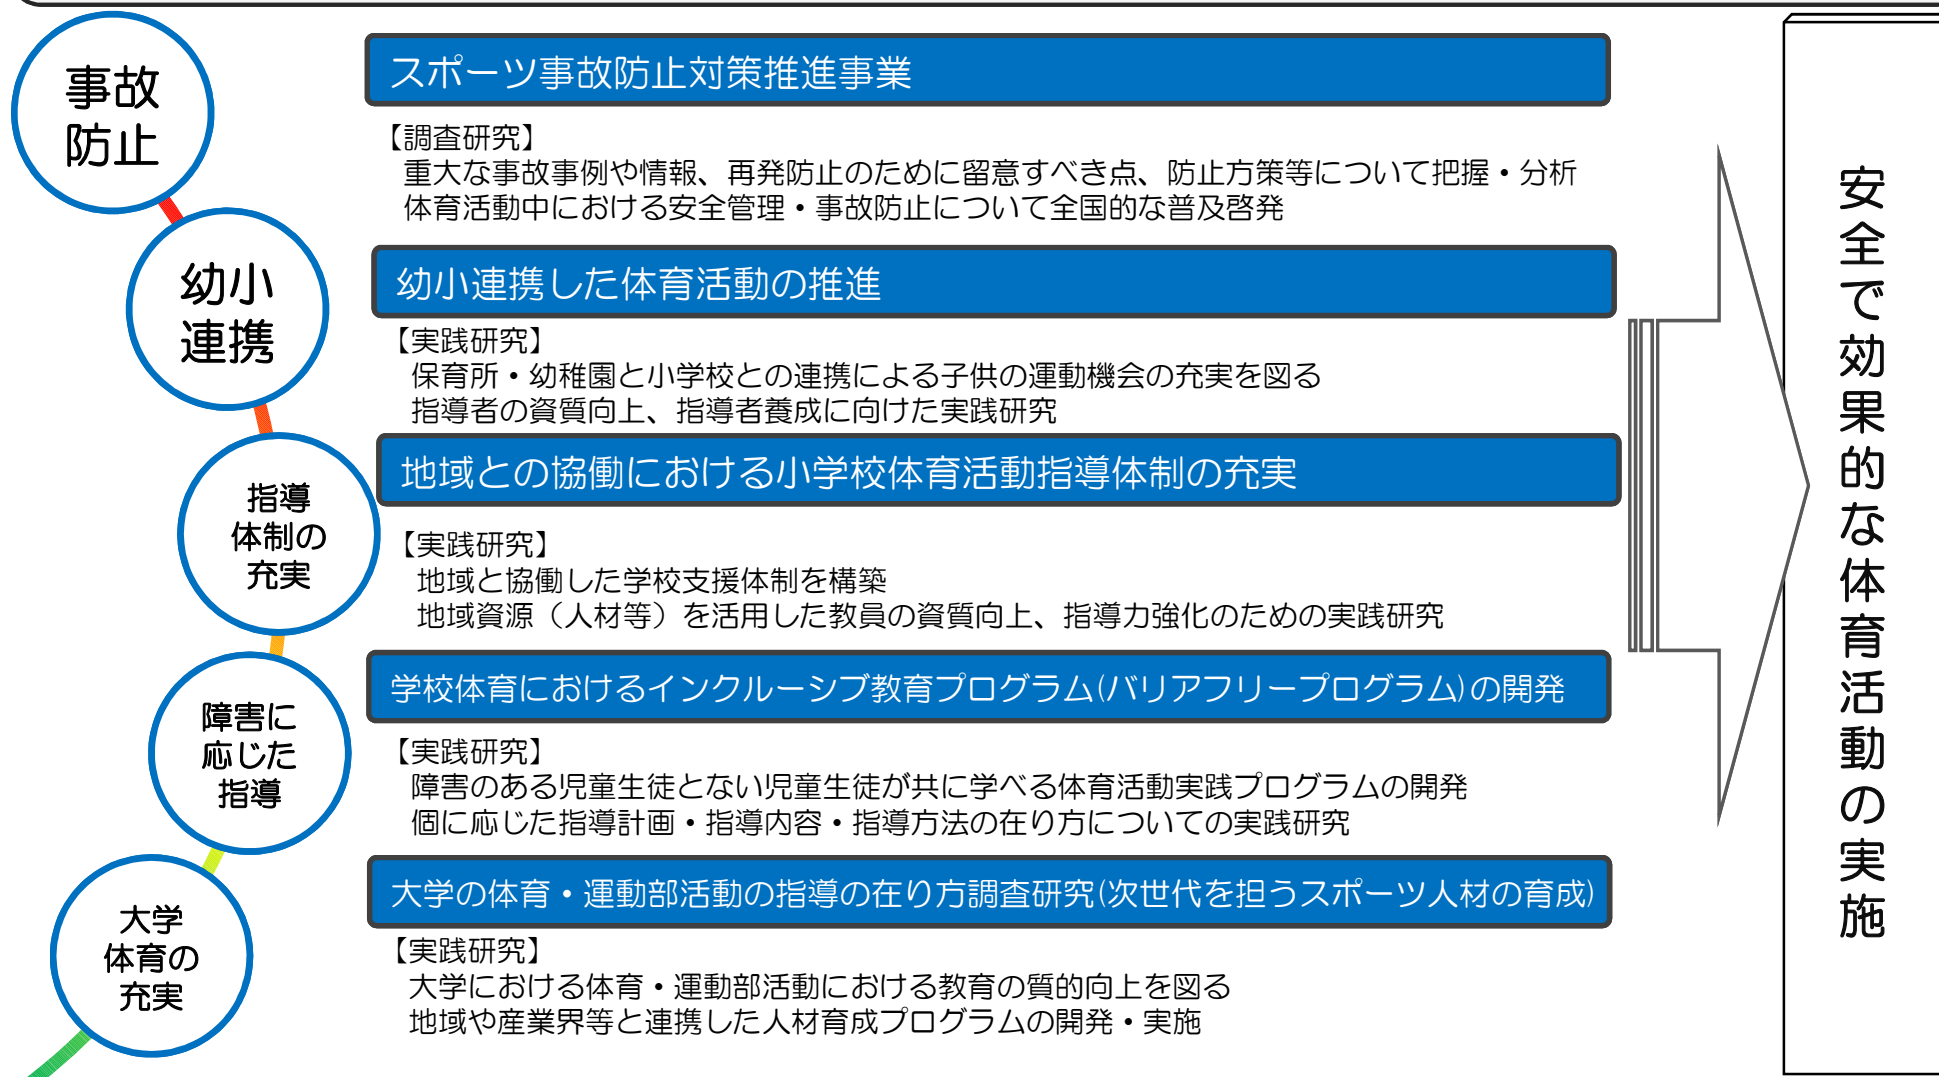 事故
防止
スポーツ事故防止対策推進事業
【調査研究】
重大な事故事例や情報、再発防止のために留意すべき点、防止方策等について把握・分析
体育活動中における安全管理・事故防止について全国的な普及啓発
幼小
連携
幼小連携した体育活動の推進
【実践研究】
保育所・幼稚園と小学校との連携による子供の運動機会の充実を図る
指導者の資質向上、指導者養成に向けた実践研究
指導
体制の
充実
地域との協働における小学校体育活動指導体制の充実
【実践研究】
地域と協働した学校支援体制を構築
地域資源（人材等）を活用した教員の資質向上、指導力強化のための実践研究
障害に
応じた
指導
学校体育におけるインクルーシブ教育プログラム(バリアフリープログラム)の開発
【実践研究】
障害のある児童生徒とない児童生徒が共に学べる体育活動実践プログラムの開発
個に応じた指導計画・指導内容・指導方法の在り方についての実践研究
大学
体育の
充実
大学の体育・運動部活動の指導の在り方調査研究(次世代を担うスポーツ人材の育成)
【実践研究】
大学における体育・運動部活動における教育の質的向上を図る
地域や産業界等と連携した人材育成プログラムの開発・実施
安全で効果的な体育活動の実施